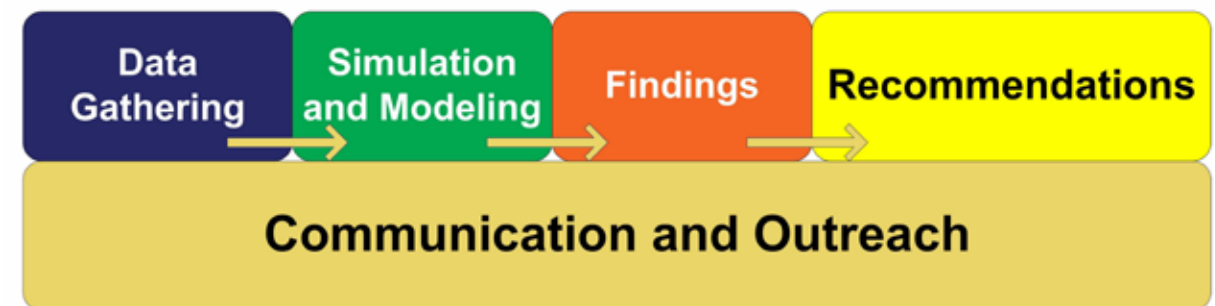 Data
Gathering
Simulation
and Modeling
Findings
Recommendations
Communication and Outreach